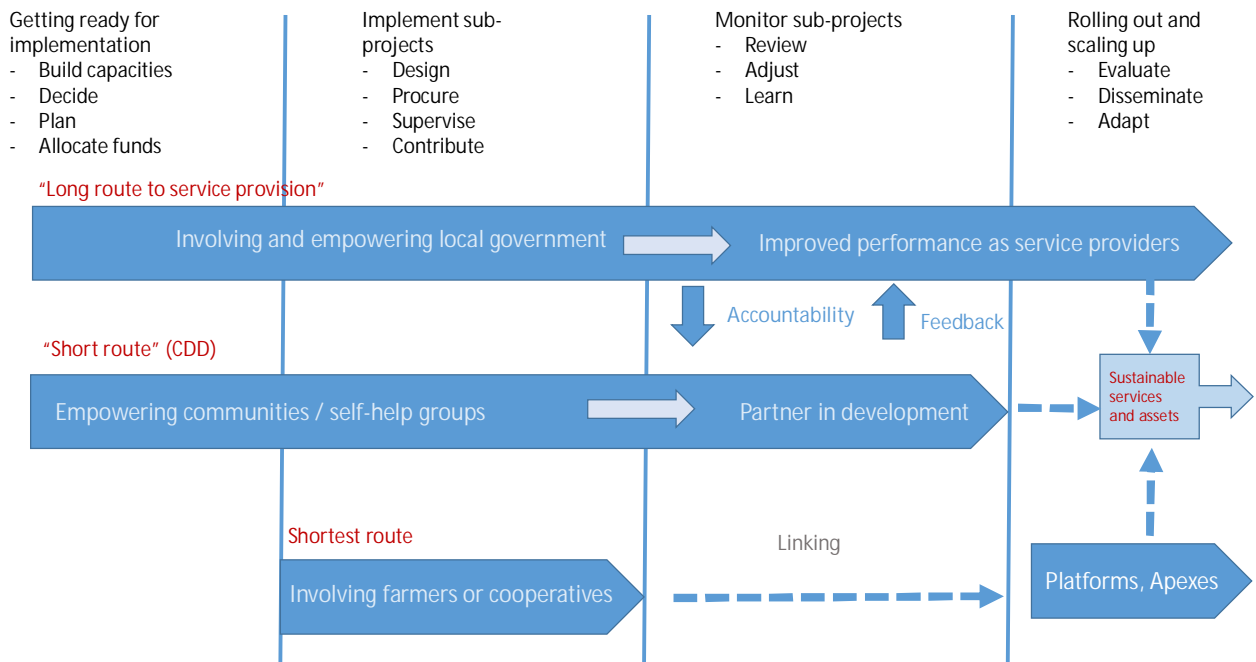 Getting ready for
implementation
- Build capacities
- Decide
- Plan
- Allocate funds
Implement sub-
projects
- Design
- Procure
- Supervise
- Contribute
Monitor sub-projects
- Review
- Adjust
- Learn
Rolling out and
scaling up
- Evaluate
- Disseminate
- Adapt
“Long route to service provision”
Involving and empowering local government
Improved performance as service providers
Accountability
Feedback
“Short route” (CDD)
Empowering communities / self-help groups
Partner in development
Sustainable
services
and assets
Shortest route
Linking
Involving farmers or cooperatives
Platforms, Apexes